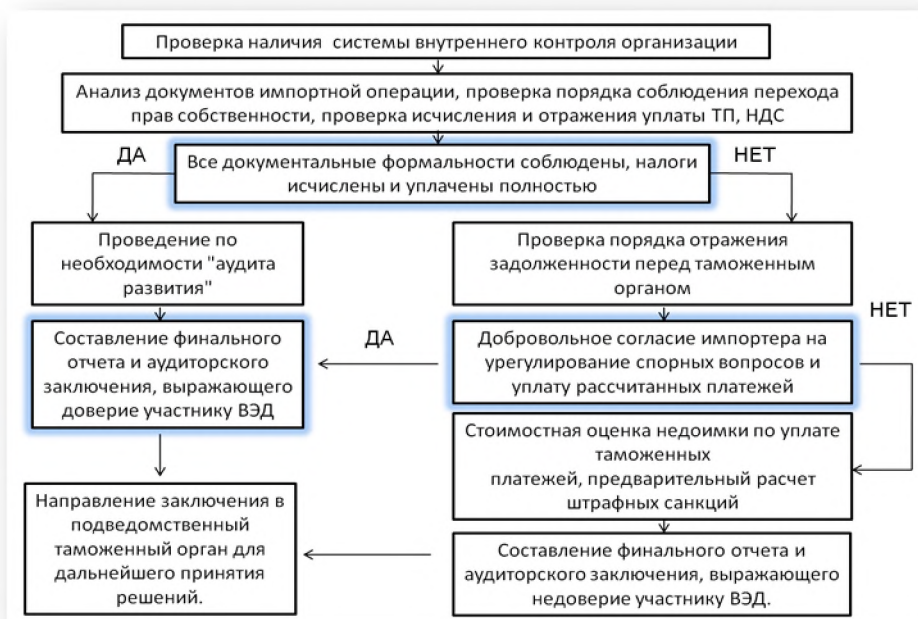 Проверка наличия системы внутреннего контроля организации
Анализ документов импортной операции, проверка порядка соблюдения перехода
прав собственности, проверка исчисления и отражения уплаты ТП, НДС
ДА
Все документальные формальности соблюдены, налоги
исчислены и уплачены полностью
НЕТ
Проведение по
необходимости "аудита
развития"
Проверка порядка отражения
задолженности перед таможенным
органом
НЕТ
Составление финального
отчета и аудиторского
заключения, выражающего
доверие участнику ВЭД
ДА
Добровольное согласие импортера на
урегулирование спорных вопросов и
уплату рассчитанных платежей
Стоимостная оценка недоимки по уплате
таможенных
платежей, предварительный расчет
штрафных санкций
Направление заключения в
подведомственный
таможенный орган для
дальнейшего принятия
решений.
Составление финального отчета и
аудиторского заключения, выражающего
недоверие участнику ВЭД.